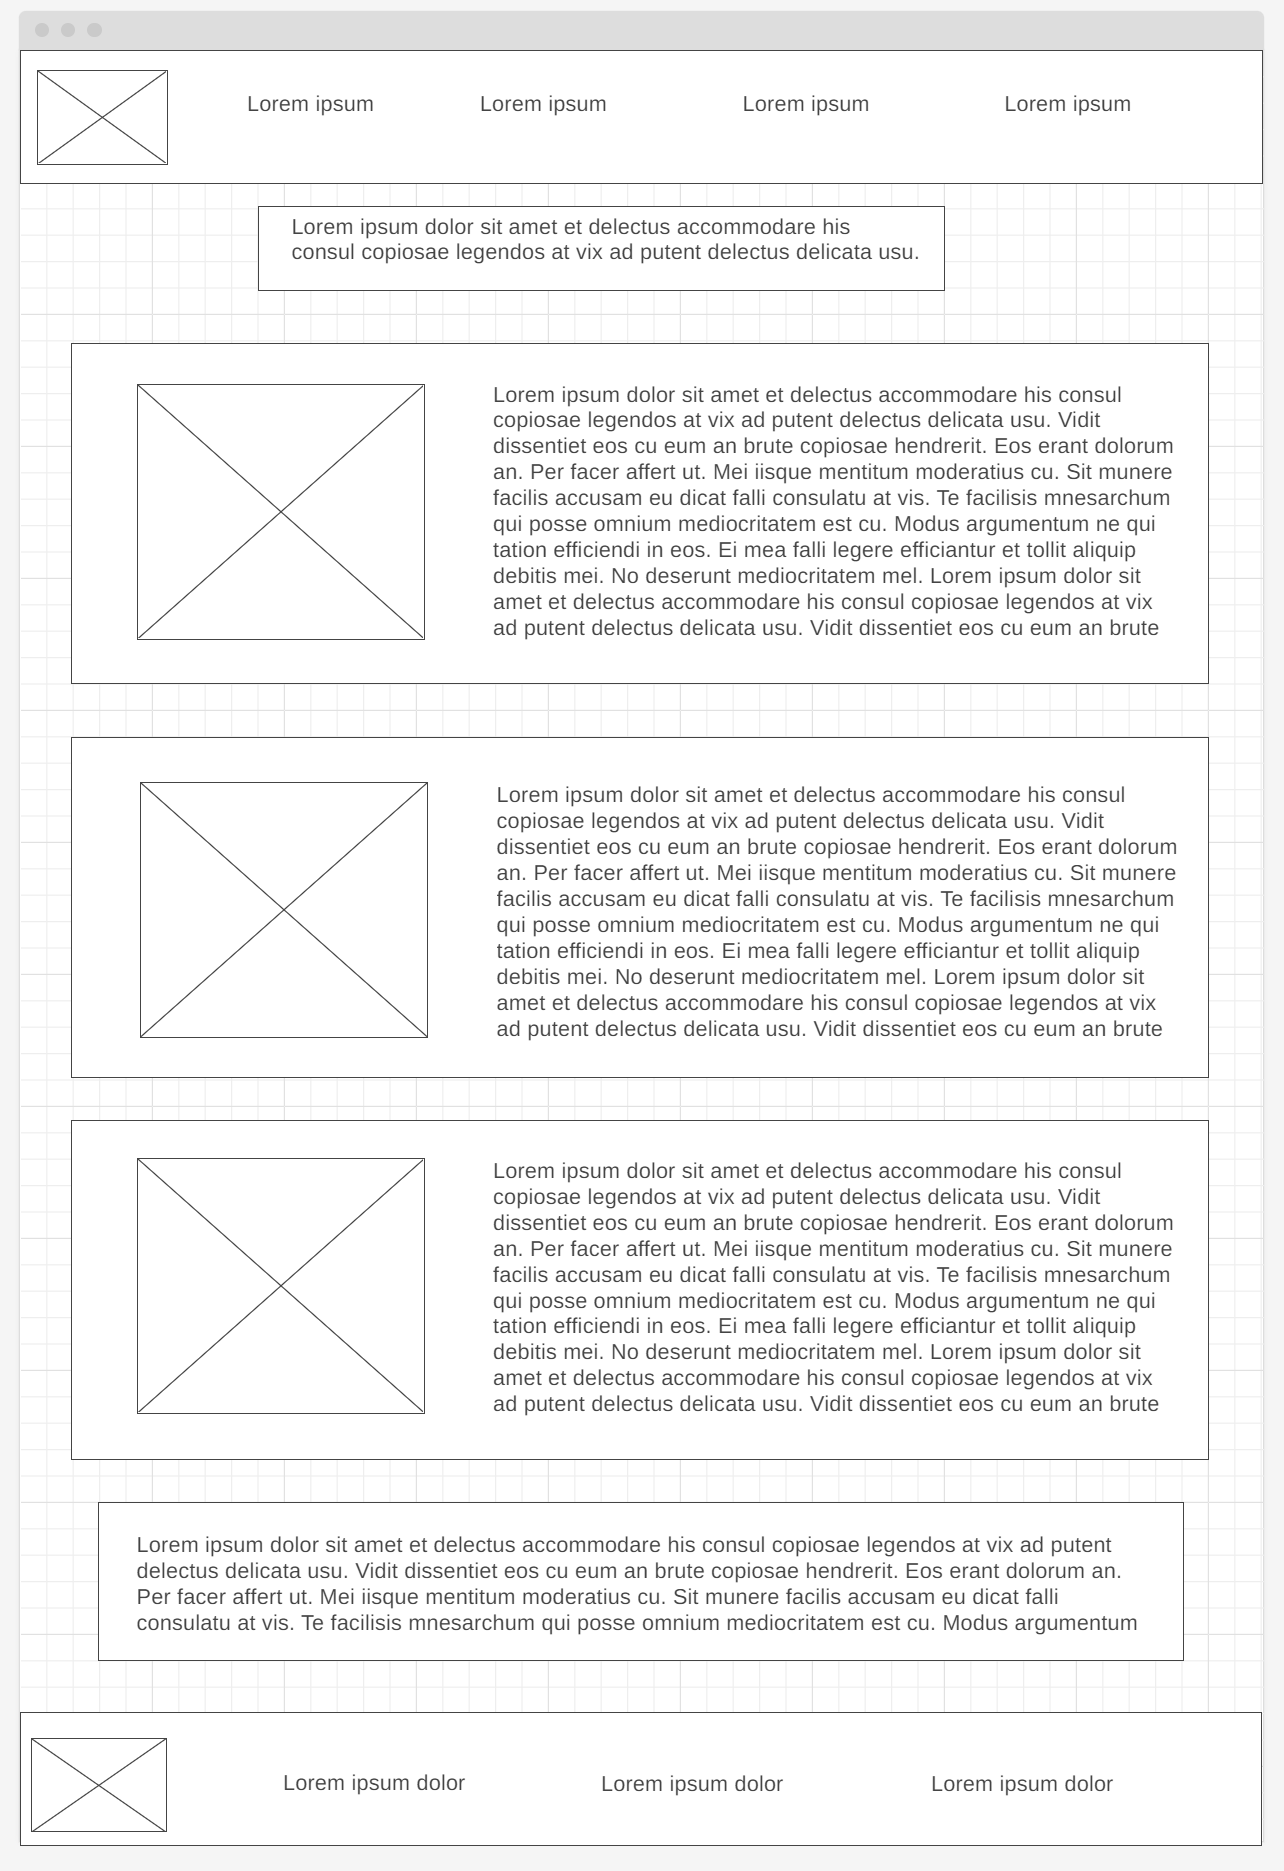 Lorem ipsum
Lorem ipsum
Lorem ipsum
Lorem ipsum
Lorem ipsum dolor sit amet et delectus accommodare his
consul copiosae legendos at vix ad putent delectus delicata usu.
Lorem ipsum dolor sit amet et delectus accommodare his consul
copiosae legendos at vix ad putent delectus delicata usu. Vidit
dissentiet eos cu eum an brute copiosae hendrerit. Eos erant dolorum
an. Per facer affert ut. Mei iisque mentitum moderatius cu. Sit munere
facilis accusam eu dicat falli consulatu at vis. Te facilisis mnesarchum
qui posse omnium mediocritatem est cu. Modus argumentum ne qui
tation efficiendi in eos. Ei mea falli legere efficiantur et tollit aliquip
debitis mei. No deserunt mediocritatem mel. Lorem ipsum dolor sit
amet et delectus accommodare his consul copiosae legendos at vix
ad putent delectus delicata usu. Vidit dissentiet eos cu eum an brute
Lorem ipsum dolor sit amet et delectus accommodare his consul
copiosae legendos at vix ad putent delectus delicata usu. Vidit
dissentiet eos cu eum an brute copiosae hendrerit. Eos erant dolorum
an. Per facer affert ut. Mei iisque mentitum moderatius cu. Sit munere
facilis accusam eu dicat falli consulatu at vis. Te facilisis mnesarchum
qui posse omnium mediocritatem est cu. Modus argumentum ne qui
tation efficiendi in eos. Ei mea falli legere efficiantur et tollit aliquip
debitis mei. No deserunt mediocritatem mel. Lorem ipsum dolor sit
amet et delectus accommodare his consul copiosae legendos at vix
ad putent delectus delicata usu. Vidit dissentiet eos cu eum an brute
Lorem ipsum dolor sit amet et delectus accommodare his consul
copiosae legendos at vix ad putent delectus delicata usu. Vidit
dissentiet eos cu eum an brute copiosae hendrerit. Eos erant dolorum
an. Per facer affert ut. Mei iisque mentitum moderatius cu. Sit munere
facilis accusam eu dicat falli consulatu at vis. Te facilisis mnesarchum
qui posse omnium mediocritatem est cu. Modus argumentum ne qui
tation efficiendi in eos. Ei mea falli legere efficiantur et tollit aliquip
debitis mei. No deserunt mediocritatem mel. Lorem ipsum dolor sit
amet et delectus accommodare his consul copiosae legendos at vix
ad putent delectus delicata usu. Vidit dissentiet eos cu eum an brute
Lorem ipsum dolor sit amet et delectus accommodare his consul copiosae legendos at vix ad putent
delectus delicata usu. Vidit dissentiet eos cu eum an brute copiosae hendrerit. Eos erant dolorum an.
Per facer affert ut. Mei iisque mentitum moderatius cu. Sit munere facilis accusam eu dicat falli
consulatu at vis. Te facilisis mnesarchum qui posse omnium mediocritatem est cu. Modus argumentum
Lorem ipsum dolor
Lorem ipsum dolor
Lorem ipsum dolor